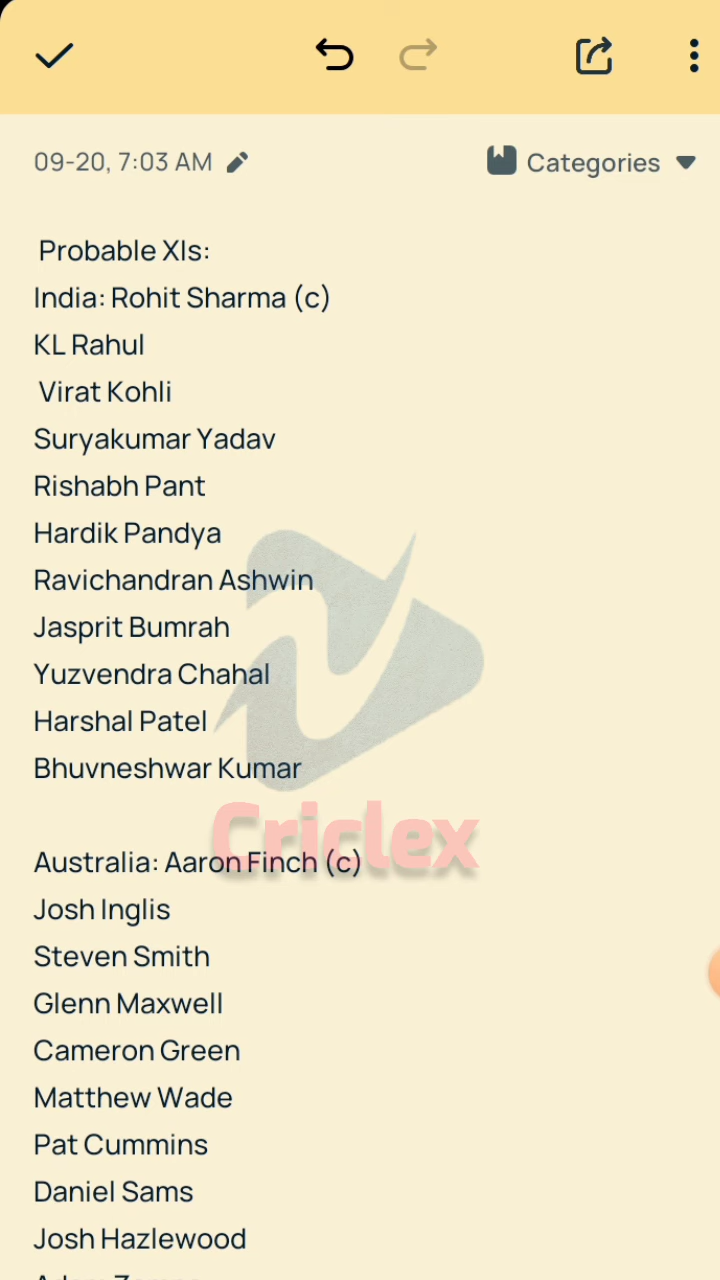 09-20, 7:03 AM
Categories
Probable XIs:
India: Rohit Sharma (c)
KL Rahul
Virat Kohli
Suryakumar Yadav
Rishabh Pant
Hardik Pandya
Ravichandran Ashwin
Jasprit Bumrah
Yuzvendra Chahal
Harshal Patel
Bhuvneshwar Kumar
Criclex
Australia: Aaron Finch (c)
Josh Inglis
Steven Smith
Glenn Maxwell
Cameron Green
Matthew Wade
Pat Cummins
Daniel Sams
Josh Hazlewood